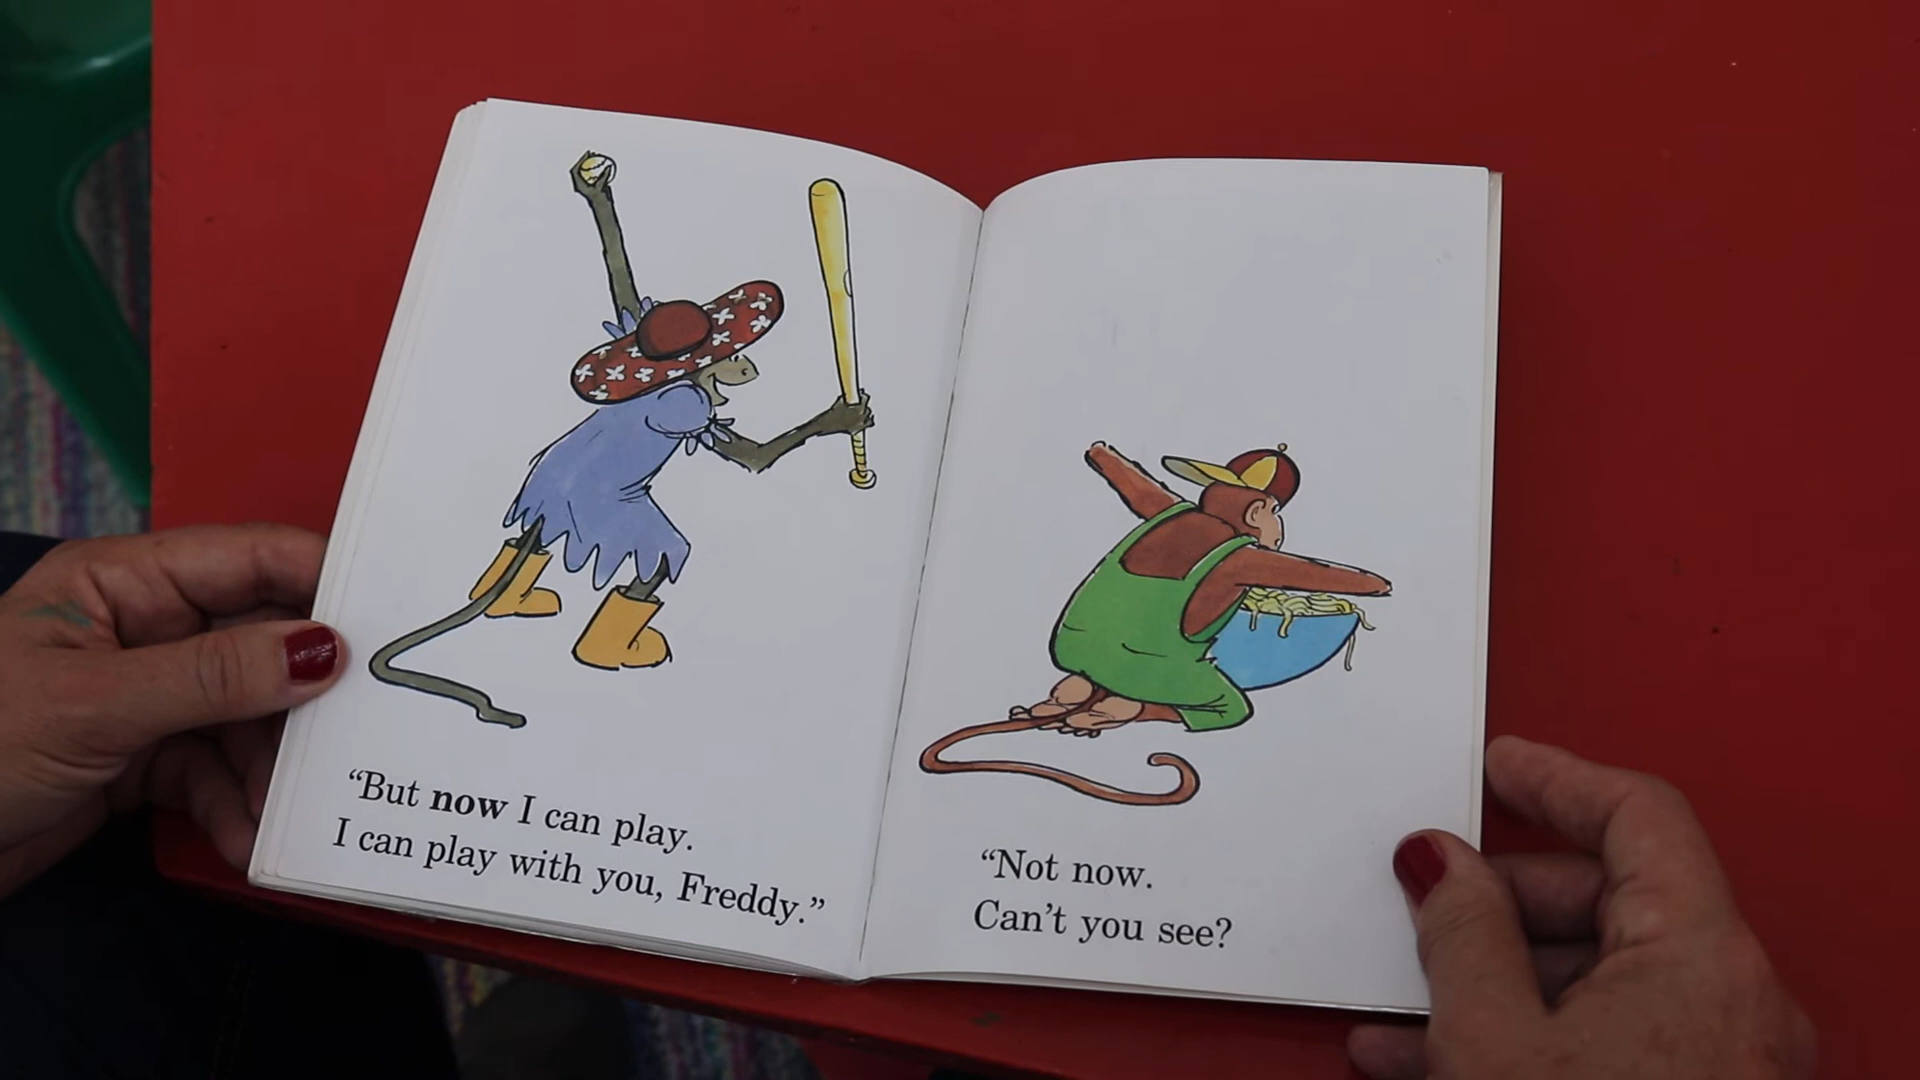 “But now I can play.
I can play with you, Freddy.”
“Not now.
Can’t you see?